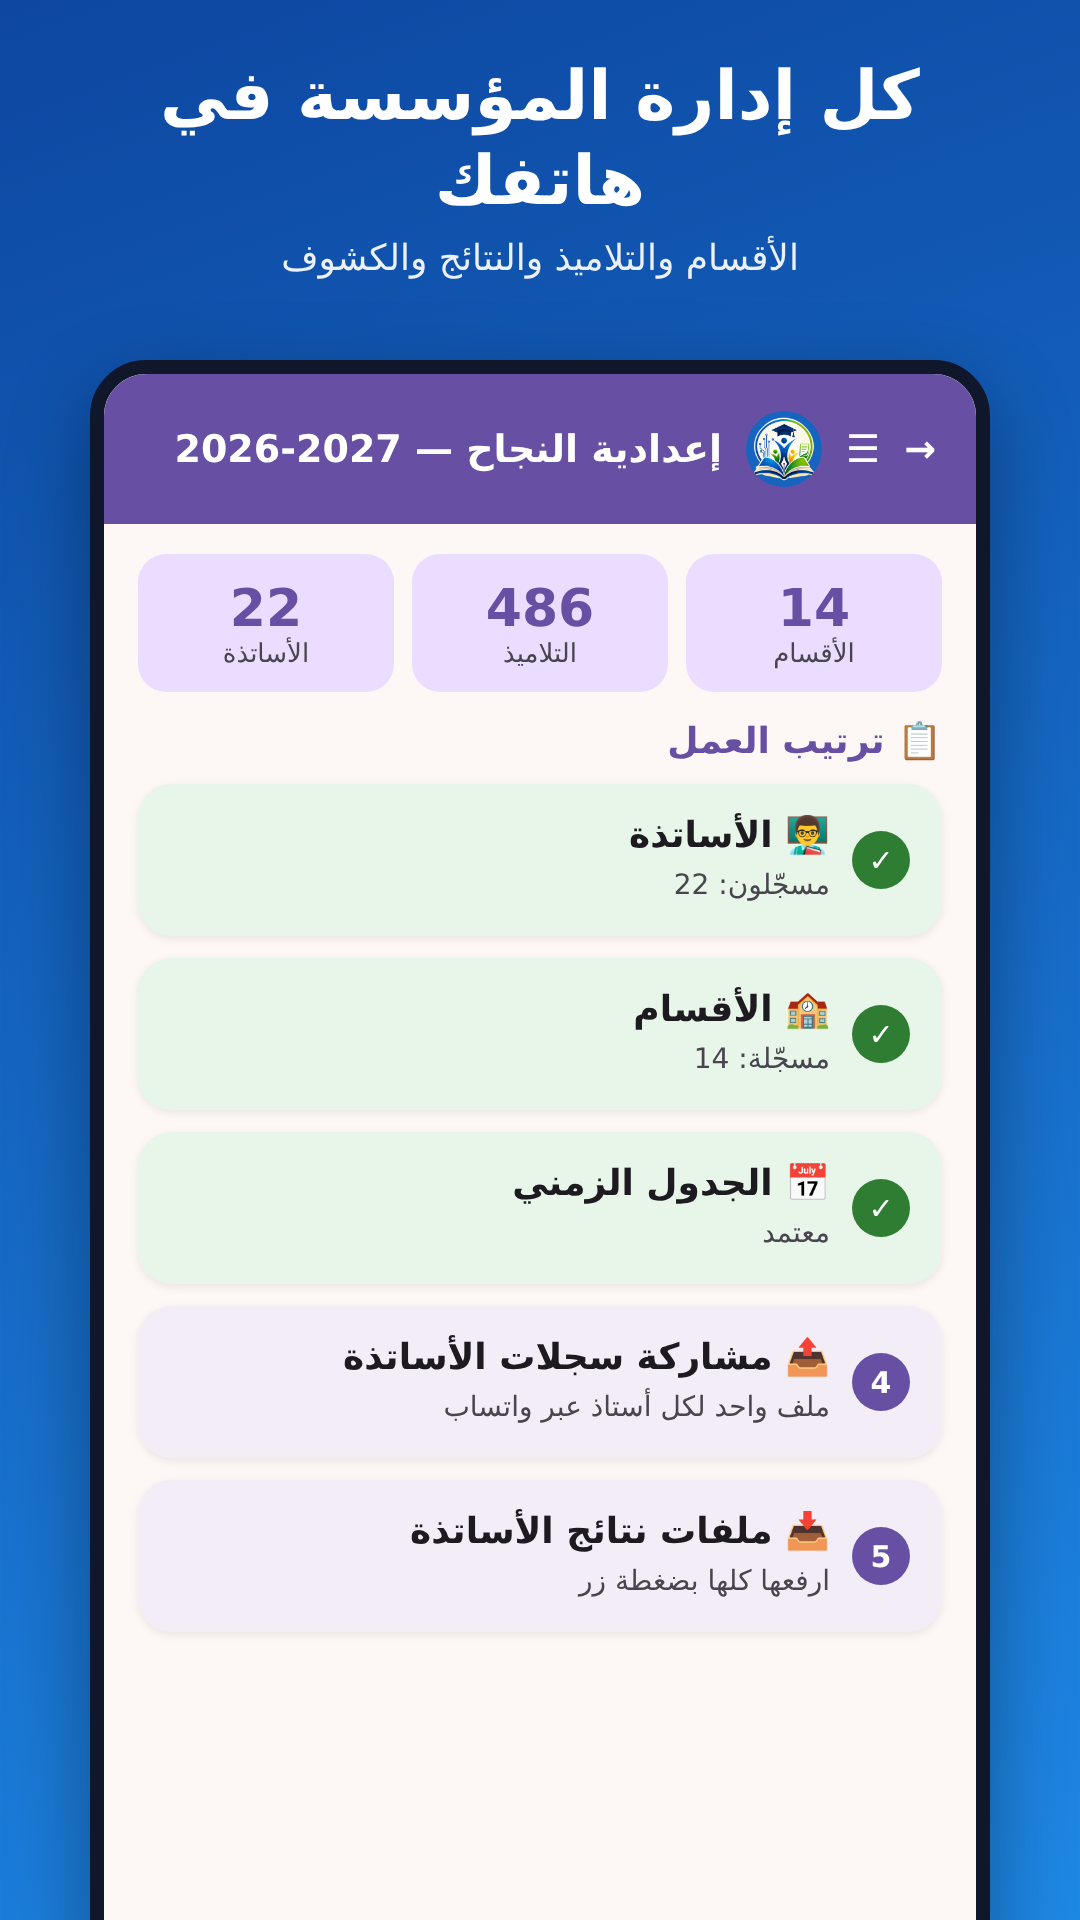 كل إدارة المؤسسة في
هاتفك
الأقسام والتلاميذ والنتائج والكشوف
→ ☰ إعدادية النجاح — 2027-2026
14
الأقسام
486
التلاميذ
22
الأساتذة
📋 ترتيب العمل
✓
👨‍🏫 الأساتذة
مسجّلون: 22
✓
🏫 الأقسام
مسجّلة: 14
✓
📅 الجدول الزمني
معتمد
4
📤 مشاركة سجلات الأساتذة
ملف واحد لكل أستاذ عبر واتساب
5
📥 ملفات نتائج الأساتذة
ارفعها كلها بضغطة زر